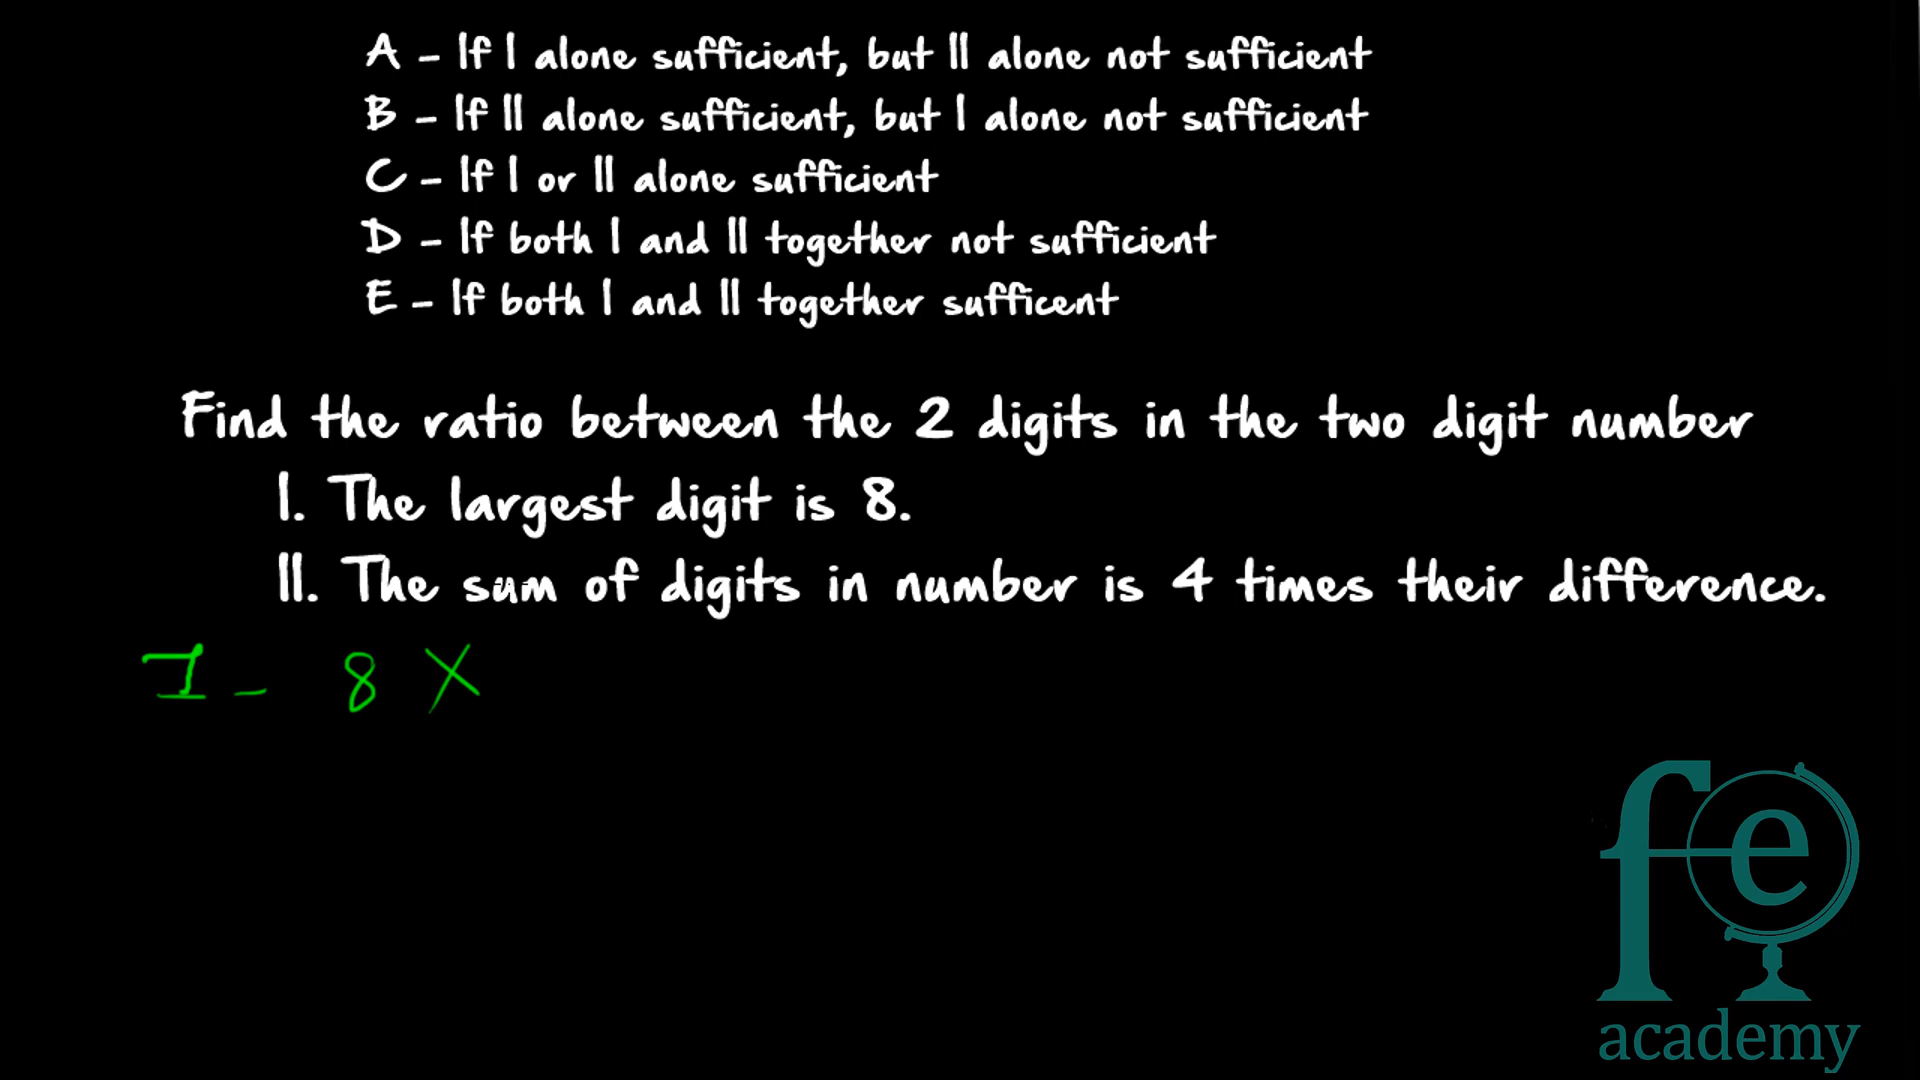 A - If I alone sufficient, but II alone not sufficient
B - If II alone sufficient, but I alone not sufficient
C - If I or II alone sufficient
D - If both I and II together not sufficient
E - If both I and II together sufficent
Find the ratio between the 2 digits in the two digit number
I. The largest digit is 8.
II. The sum of digits in number is 4 times their difference.
I - 8 X
fe
academy